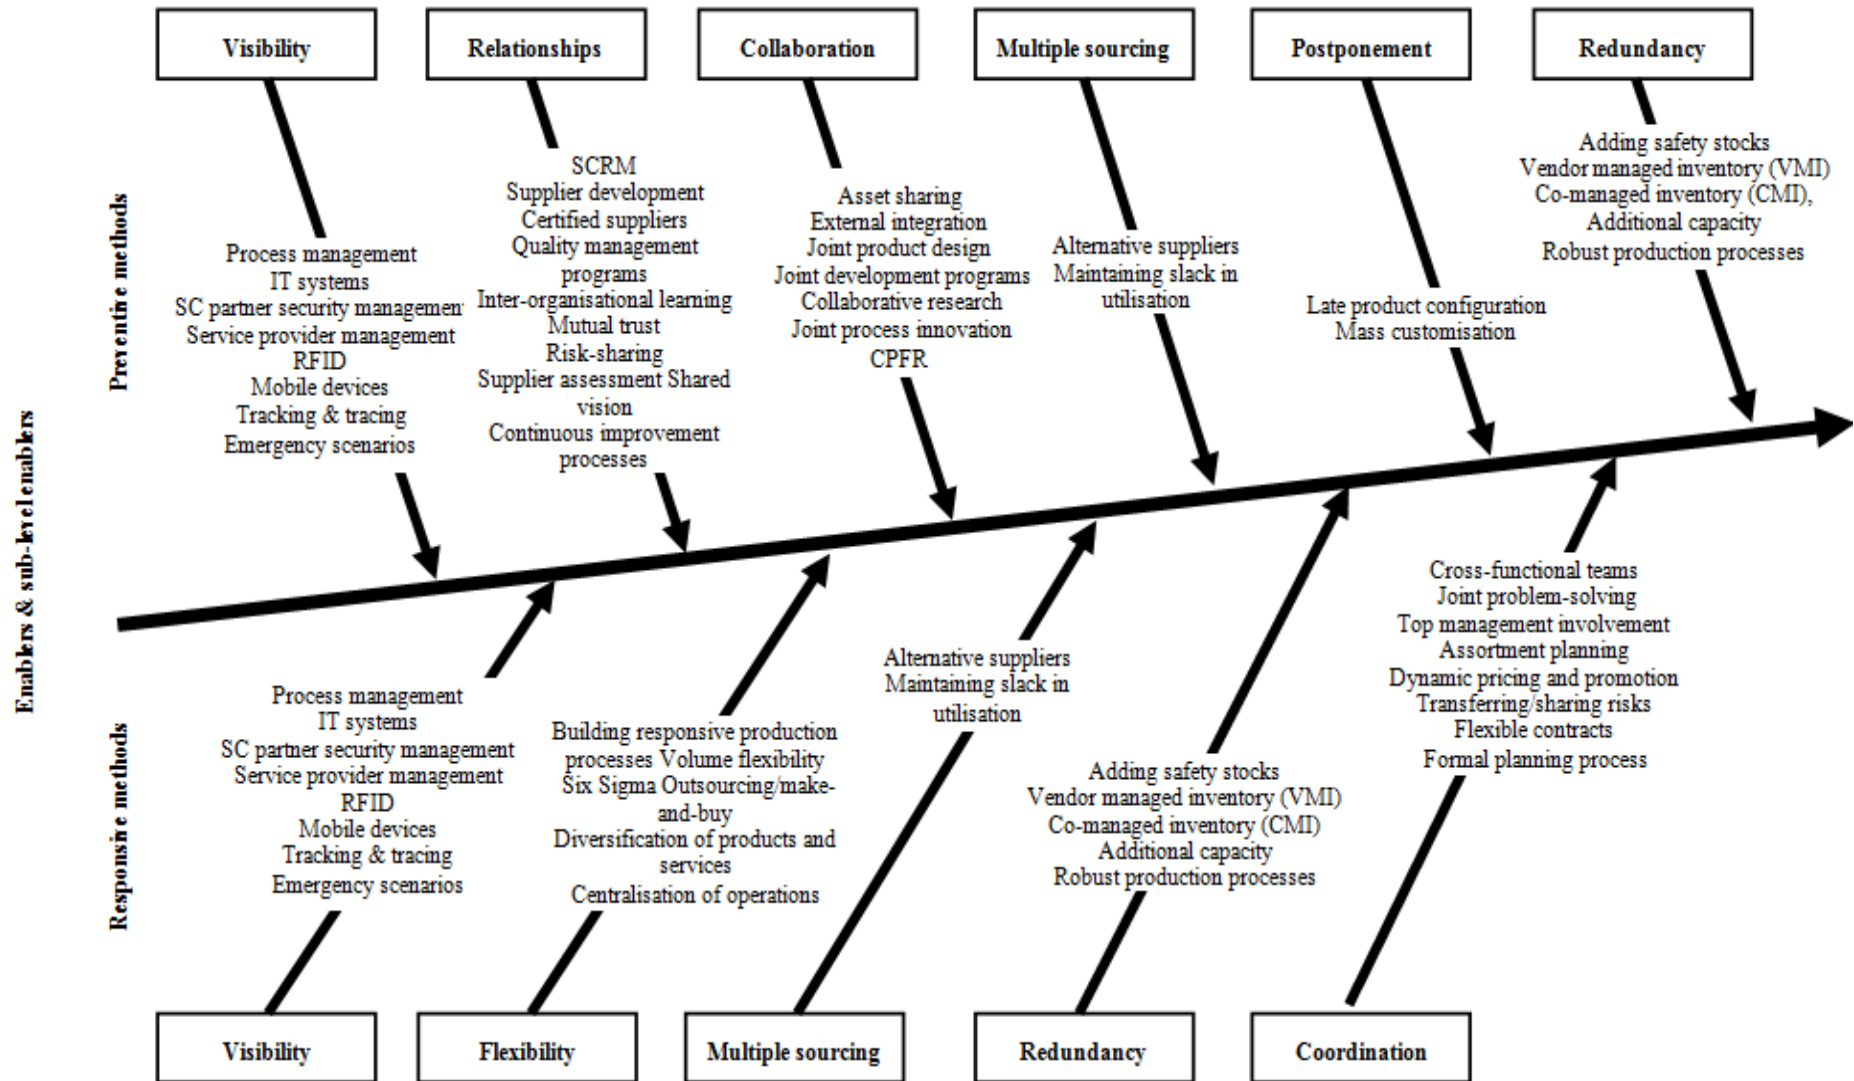 Visibility
Relationships
Collaboration
Multiple sourcing
Postponement
Redundancy
Preventive methods
Process management
IT systems
SC partner security management
Service provider management
RFID
Mobile devices
Tracking & tracing
Emergency scenarios
SCRM
Supplier development
Certified suppliers
Quality management
programs
Inter-organisational learning
Mutual trust
Risk-sharing
Supplier assessment Shared
vision
Continuous improvement
processes
Asset sharing
External integration
Joint product design
Joint development programs
Collaborative research
Joint process innovation
CPFR
Alternative suppliers
Maintaining slack in
utilisation
Late product configuration
Mass customisation
Adding safety stocks
Vendor managed inventory (VMI)
Co-managed inventory (CMI),
Additional capacity
Robust production processes
Enablers & sub-level enablers
Responsive methods
Process management
IT systems
SC partner security management
Service provider management
RFID
Mobile devices
Tracking & tracing
Emergency scenarios
Building responsive production
processes Volume flexibility
Six Sigma Outsourcing/make-
and-buy
Diversification of products and
services
Centralisation of operations
Alternative suppliers
Maintaining slack in
utilisation
Adding safety stocks
Vendor managed inventory (VMI)
Co-managed inventory (CMI)
Additional capacity
Robust production processes
Cross-functional teams
Joint problem-solving
Top management involvement
Assortment planning
Dynamic pricing and promotion
Transferring/sharing risks
Flexible contracts
Formal planning process
Visibility
Flexibility
Multiple sourcing
Redundancy
Coordination